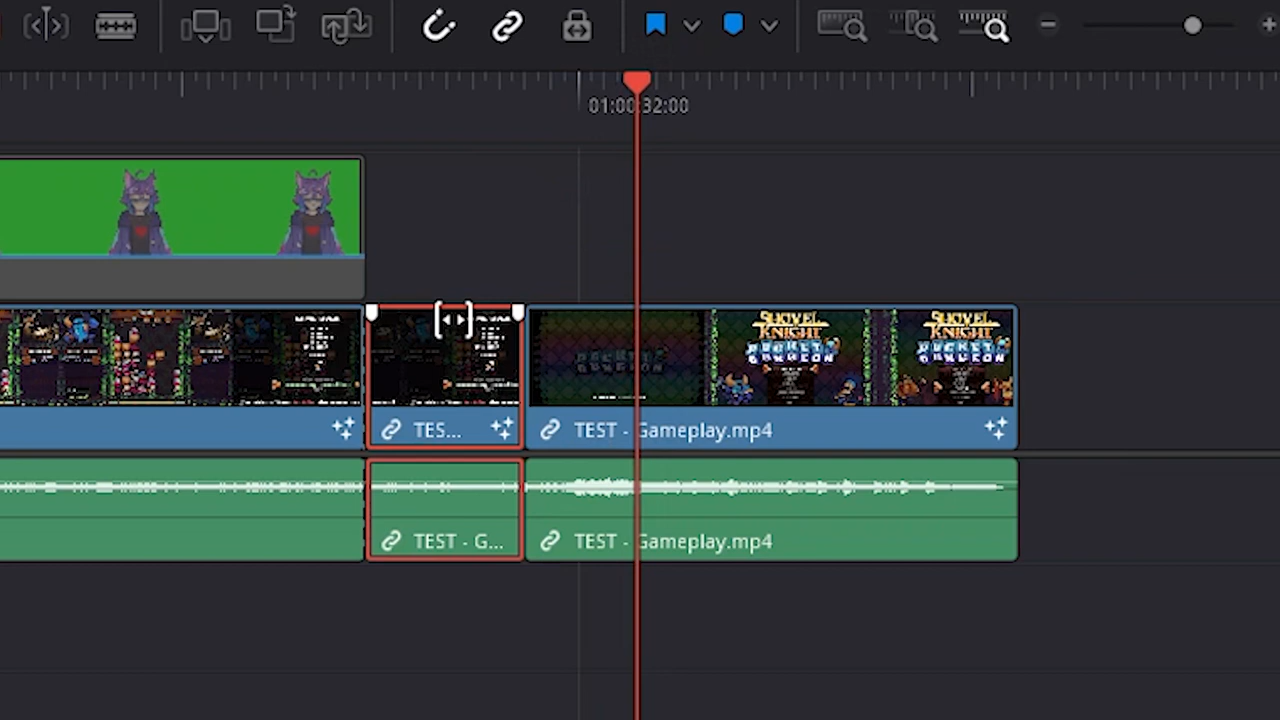 01:00:32:00
SHOVEL KNIGHT
POCKET DUNGEON
SHOVEL KNIGHT
POCKET DUNGEON
TES...
TEST - Gameplay.mp4
TEST - G...
TEST - Gameplay.mp4